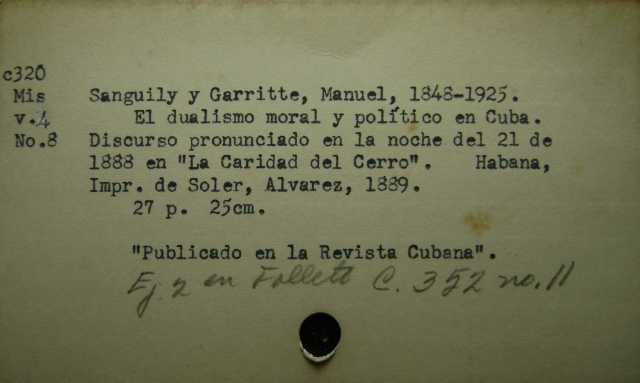 c320
Mis Sanguily y Garritte, Manuel, 1848-1925.
v.4 El dualismo moral y político en Cuba.
No.8 Discurso pronunciado en la noche del 21 de
1888 en "La Caridad del Cerro". Habana,
Impr. de Soler, Alvarez, 1889.
27 p. 25cm.
"Publicado en la Revista Cubana".
Ej. 2 en Follett C. 352 no. 11